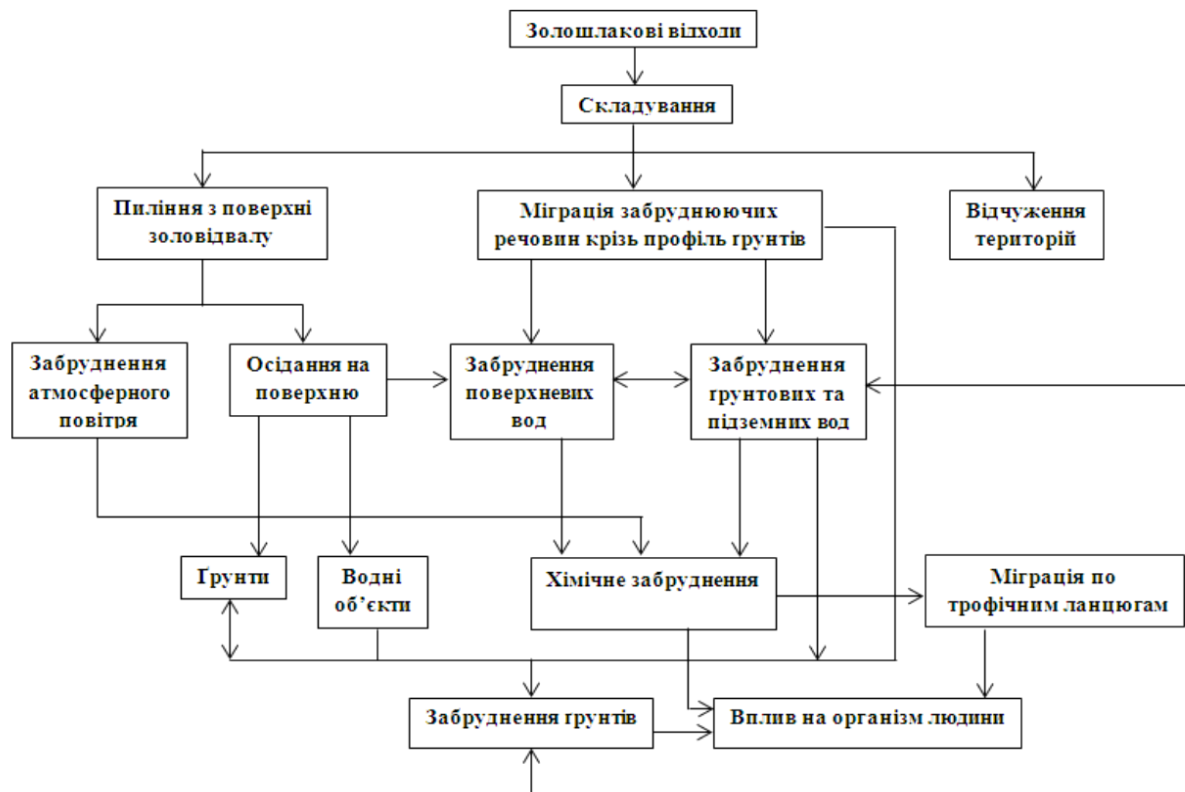 Золошлакові відходи
Складування
Пиління з поверхні
золовідвалу
Міграція забруднюючих
речовин крізь профіль ґрунтів
Відчуження
територій
Забруднення
атмосферного
повітря
Осідання на
поверхню
Забруднення
поверхневих
вод
Забруднення
ґрунтових та
підземних вод
Ґрунти
Водні
об’єкти
Хімічне забруднення
Міграція по
трофічним ланцюгам
Забруднення ґрунтів
Вплив на організм людини